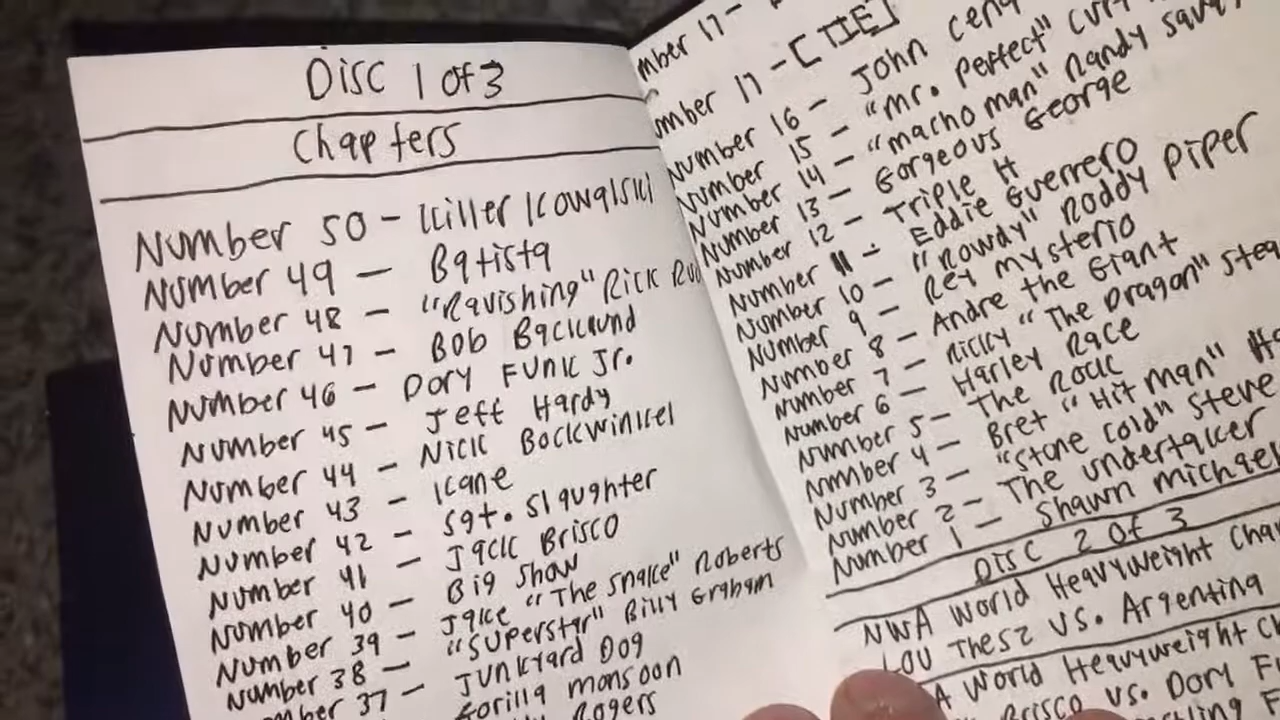 Disc 1 of 3
Chapters
Number 50 - Killer Kowalski
Number 49 - Batista
Number 48 - "Ravishing" Rick
Number 47 - Bob Backlund
Number 46 - Dory Funk Jr.
Number 45 - Jeff Hardy
Number 44 - Nick Bockwinkel
Number 43 - Kane
Number 42 - Sgt. Slaughter
Number 41 - Jack Brisco
Number 40 - Big Show
Number 39 - Jake "The Snake" Roberts
Number 38 - "Superstar" Billy Graham
37 - Junkyard Dog
Gorilla Monsoon
Rogers
17 -
17 - [TIE]
Number 16 - John Cena
Number 15 - "Mr. Perfect"
Number 14 - "Macho Man" Randy
Number 13 - Gorgeous George
Number 12 - Triple H
Number 11 - Eddie Guerrero
Number 10 - "Rowdy" Roddy Piper
Number 9 - Rey Mysterio
Number 8 - Andre the Giant
Number 7 - Ricky "The Dragon"
Number 6 - Harley Race
Number 5 - The Rock
Number 4 - Bret "Hit Man"
Number 3 - "Stone Cold" Steve
Number 2 - The Undertaker
Number 1 - Shawn Michael
Disc 2 of 3
NWA World Heavyweight
Lou Thesz vs. Argentina
World Heavyweight
Brisco vs. Dory